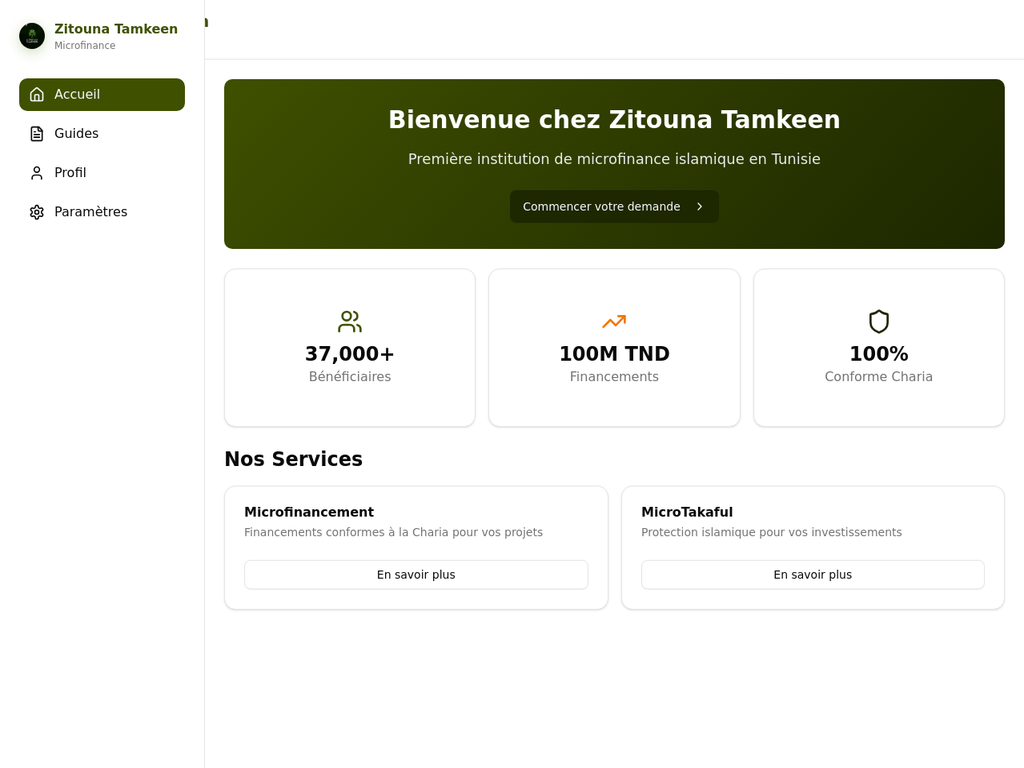 Zitouna Tamkeen
Microfinance
Accueil
Guides
Profil
Paramètres
Bienvenue chez Zitouna Tamkeen
Première institution de microfinance islamique en Tunisie
Commencer votre demande
37,000+
Bénéficiaires
100M TND
Financements
100%
Conforme Charia
Nos Services
Microfinancement
Financements conformes à la Charia pour vos projets
En savoir plus
MicroTakaful
Protection islamique pour vos investissements
En savoir plus